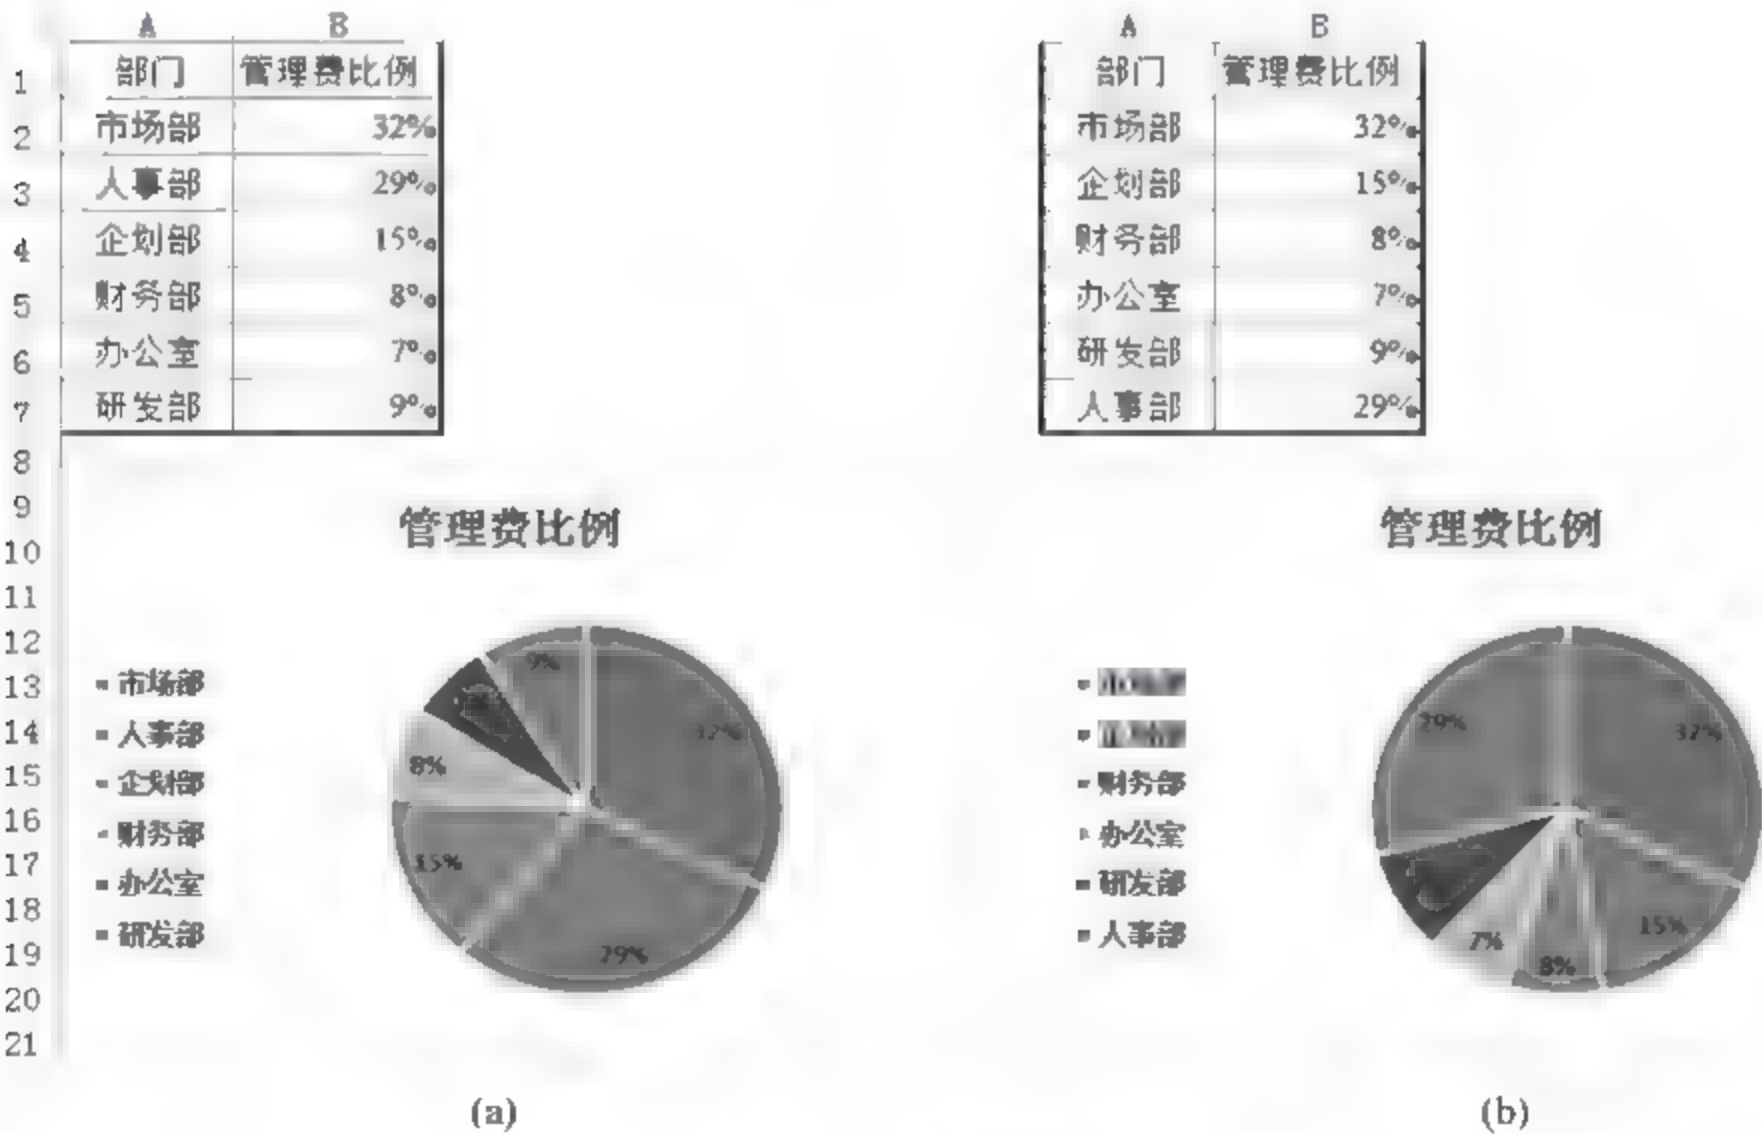 A B
1 部门 管理费比例
2 市场部 32%
3 人事部 29%
4 企划部 15%
5 财务部 8%
6 办公室 7%
7 研发部 9%
8
9
10
11
12
13
14
15
16
17
18
19
20
21
管理费比例
市场部
人事部
企划部
财务部
办公室
研发部
9%
32%
8%
15%
29%
(a)
A B
部门 管理费比例
市场部 32%
企划部 15%
财务部 8%
办公室 7%
研发部 9%
人事部 29%
管理费比例
财务部
办公室
研发部
人事部
29%
32%
15%
7%
8%
(b)